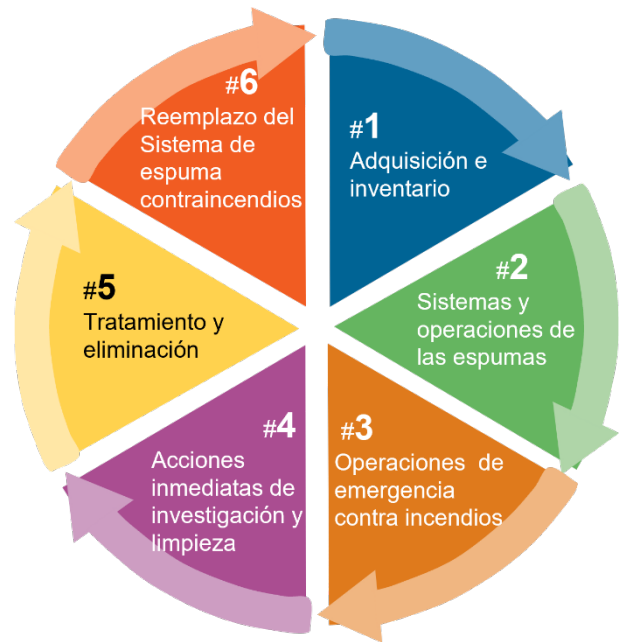 #1
Adquisición e
inventario
#2
Sistemas y
operaciones de
las espumas
#3
Operaciones de
emergencia
contra incendios
#4
Acciones
inmediatas de
investigación y
limpieza
#5
Tratamiento y
eliminación
#6
Reemplazo del
Sistema de
espuma
contraincendios